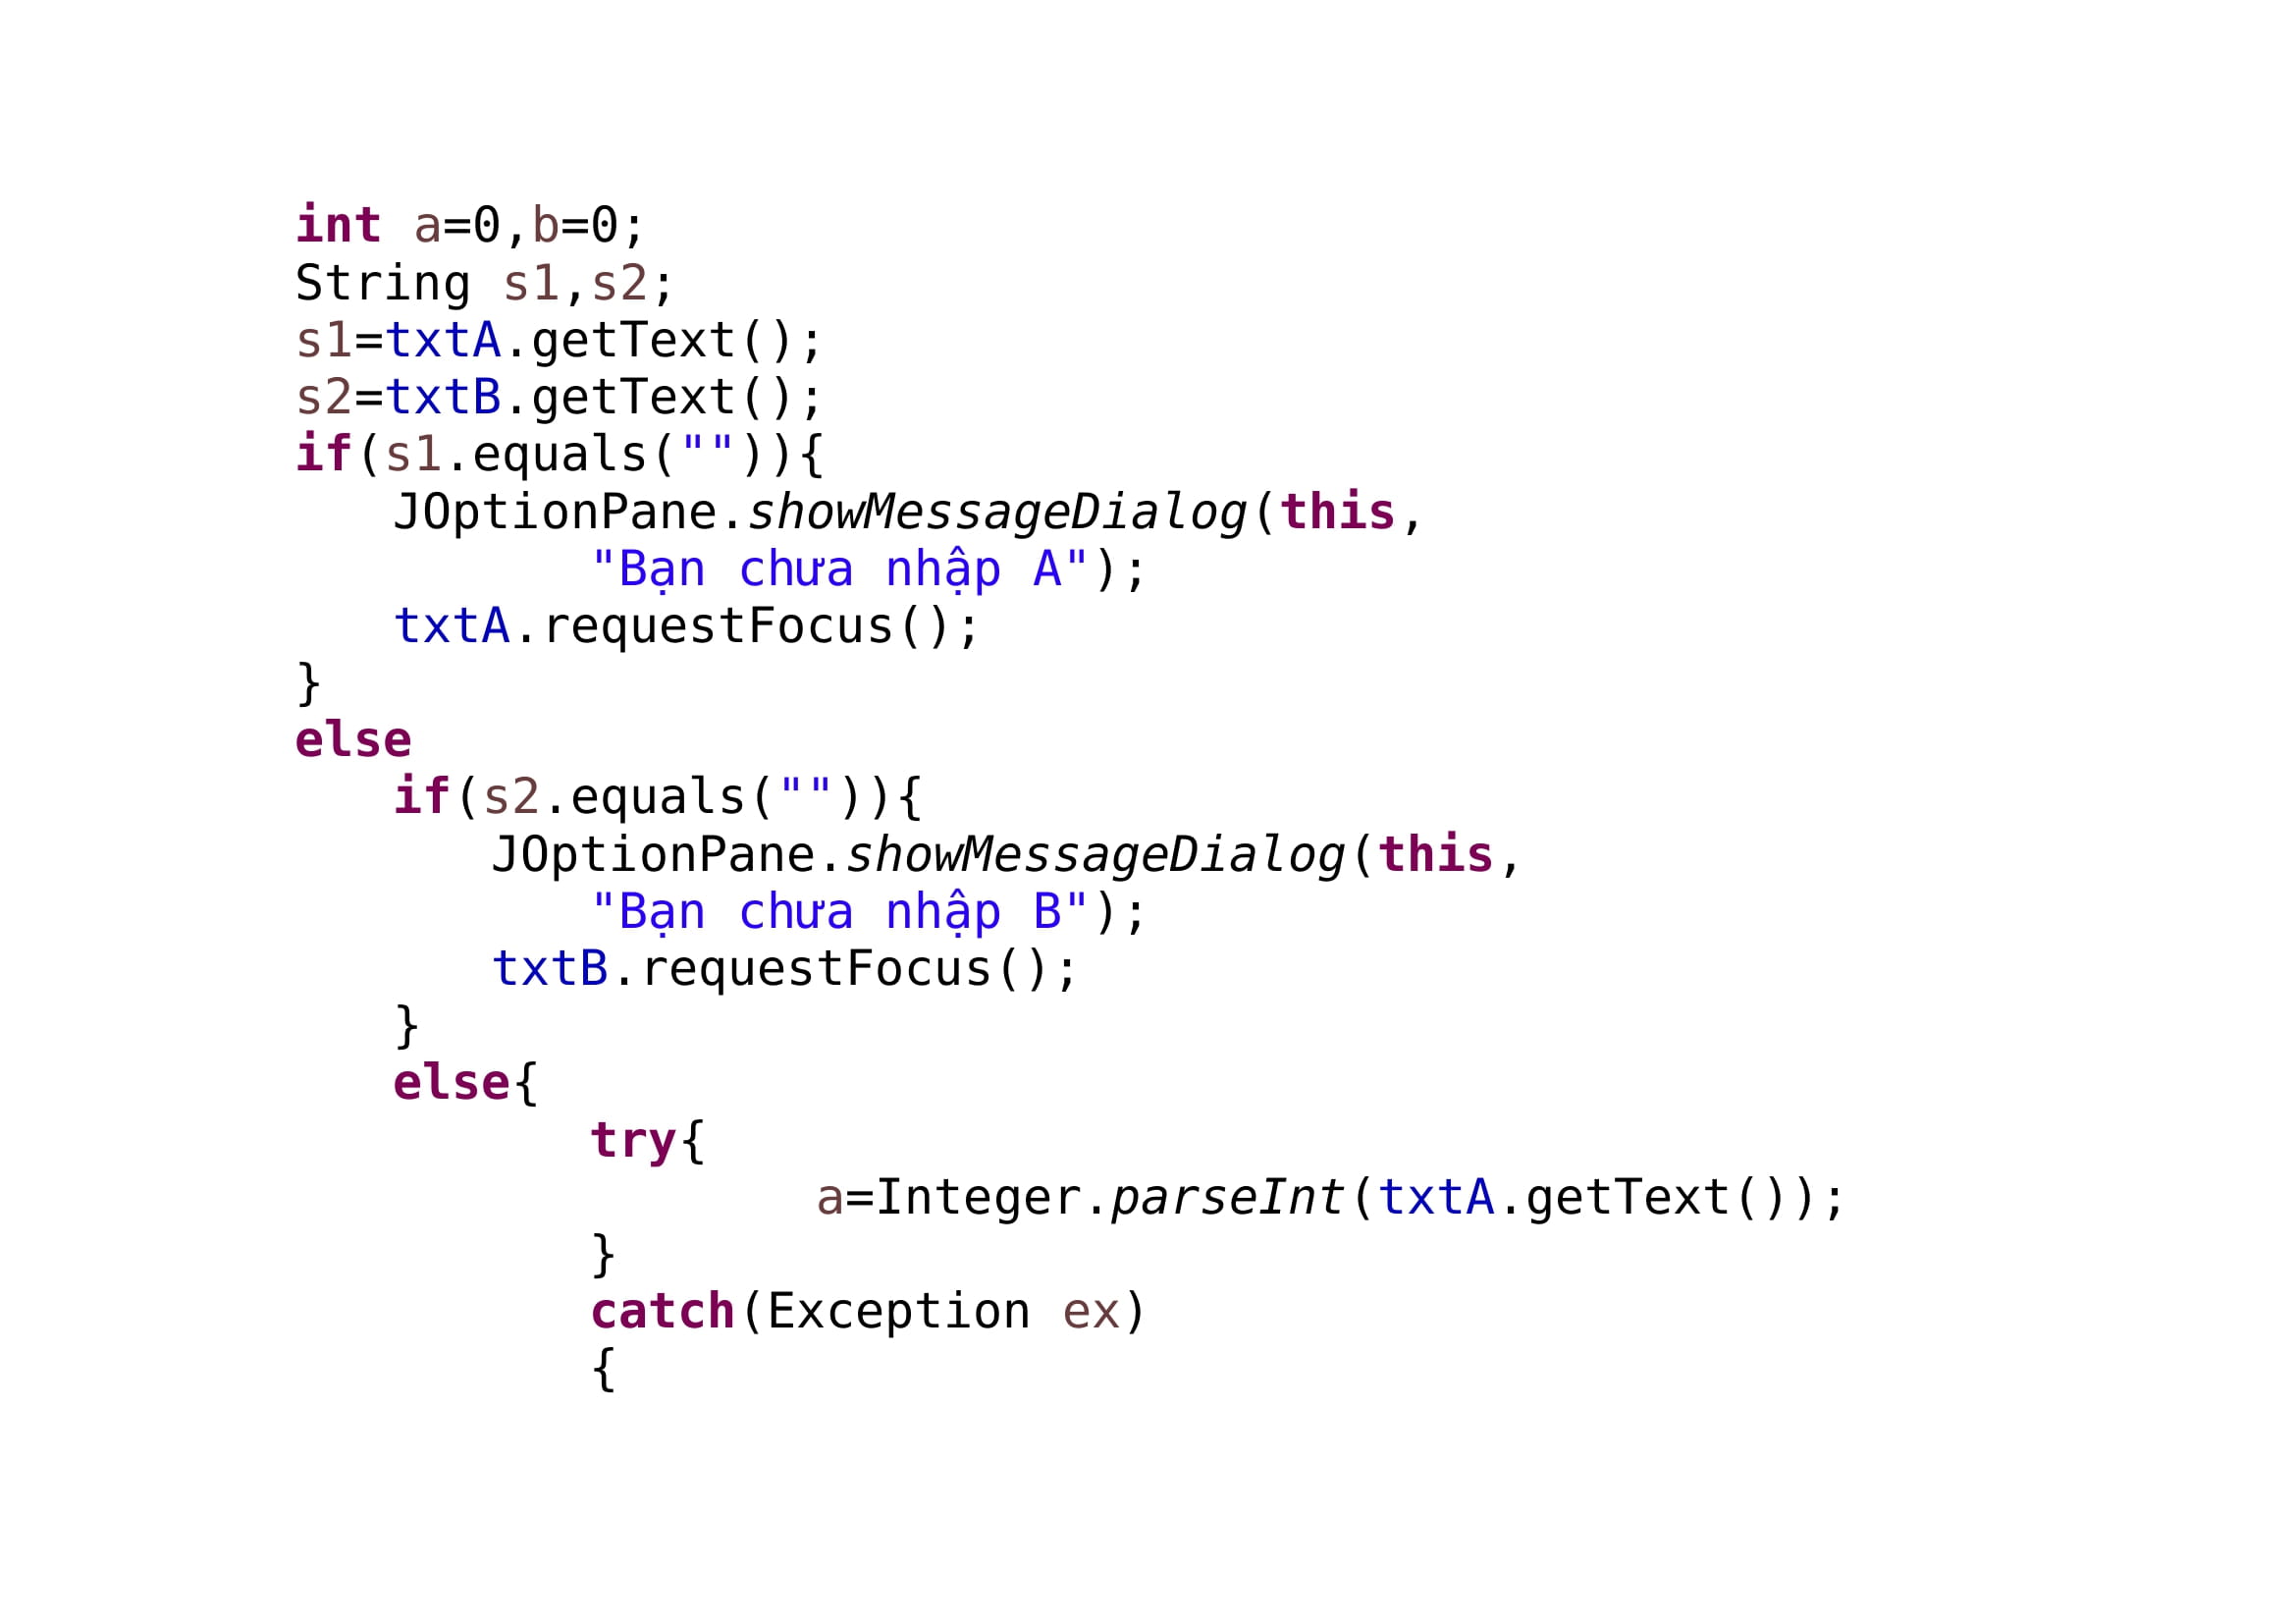 int a=0,b=0;
String s1,s2;
s1=txtA.getText();
s2=txtB.getText();
if(s1.equals("")){
JOptionPane.showMessageDialog(this,
"Bạn chưa nhập A");
txtA.requestFocus();
}
else
if(s2.equals("")){
JOptionPane.showMessageDialog(this,
"Bạn chưa nhập B");
txtB.requestFocus();
}
else{
try{
a=Integer.parseInt(txtA.getText());
}
catch(Exception ex)
{